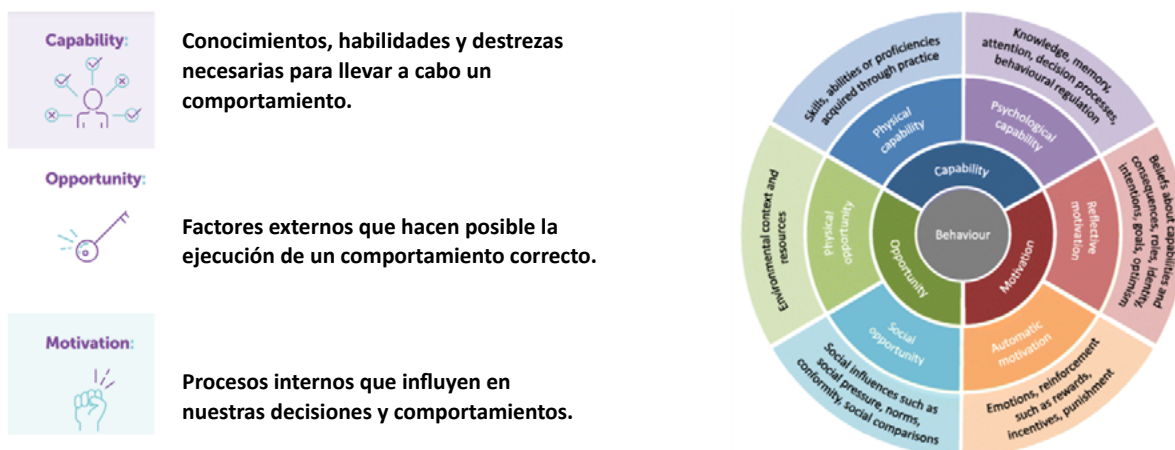 Capability:
Conocimientos, habilidades y destrezas
necesarias para llevar a cabo un
comportamiento.
Opportunity:
Factores externos que hacen posible la
ejecución de un comportamiento correcto.
Motivation:
Procesos internos que influyen en
nuestras decisiones y comportamientos.
Behaviour
Capability
Motivation
Opportunity
Physical
capability
Psychological
capability
Reflective
motivation
Automatic
motivation
Social
opportunity
Physical
opportunity
Skills, abilities or proficiencies
acquired through practice
Knowledge, memory,
attention, decision processes,
behavioural regulation
Beliefs about capabilities and
consequences, roles, identity,
intentions, goals, optimism
Emotions, reinforcement
such as rewards,
incentives, punishment
Social influences such as
social pressure, norms,
conformity, social comparisons
Environmental context and
resources